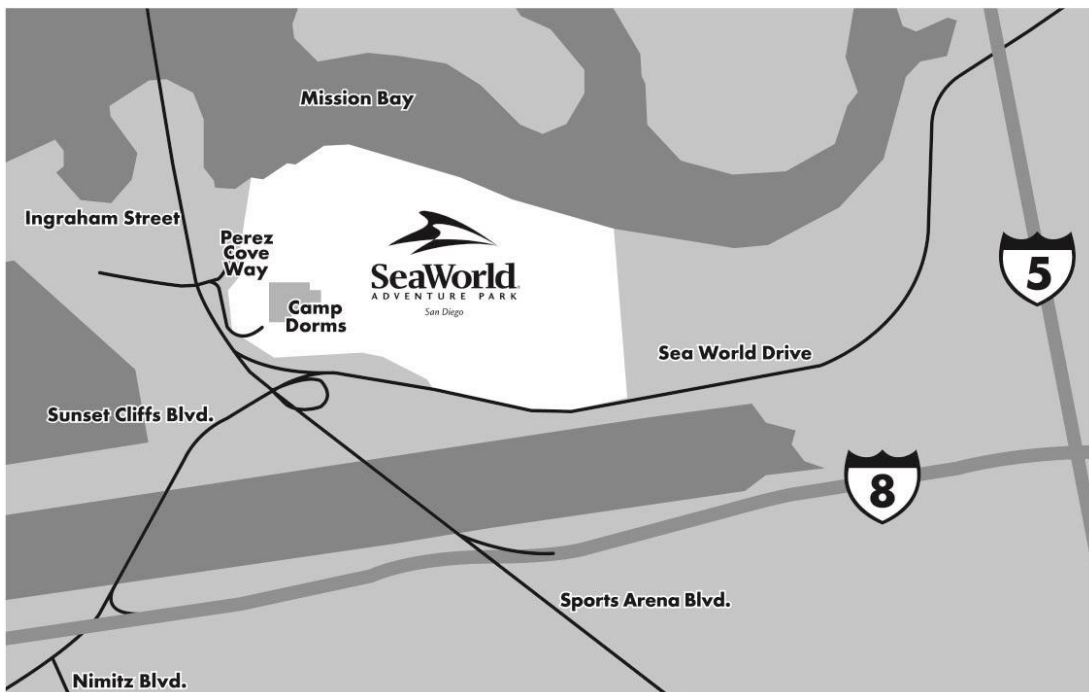 Mission Bay
Ingraham Street
Perez
Cove
Way
SeaWorld
ADVENTURE PARK
San Diego
Camp
Dorms
5
Sea World Drive
Sunset Cliffs Blvd.
8
Sports Arena Blvd.
Nimitz Blvd.